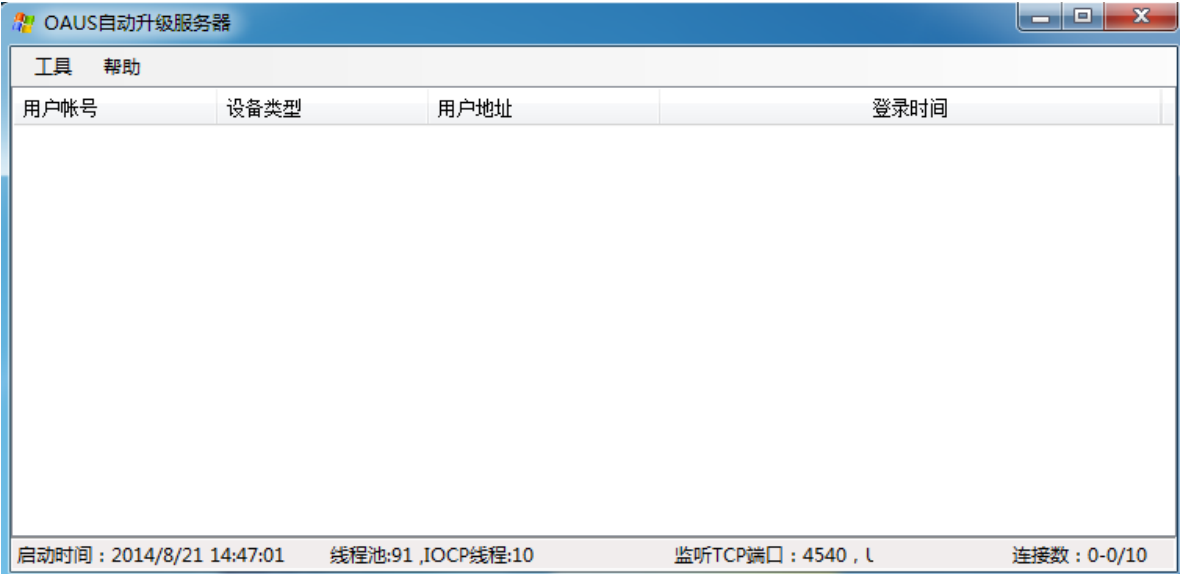 OAUS自动升级服务器
工具 帮助
用户帐号 设备类型 用户地址 登录时间
启动时间：2014/8/21 14:47:01 线程池:91 ,IOCP线程:10 监听TCP端口：4540， 连接数：0-0/10